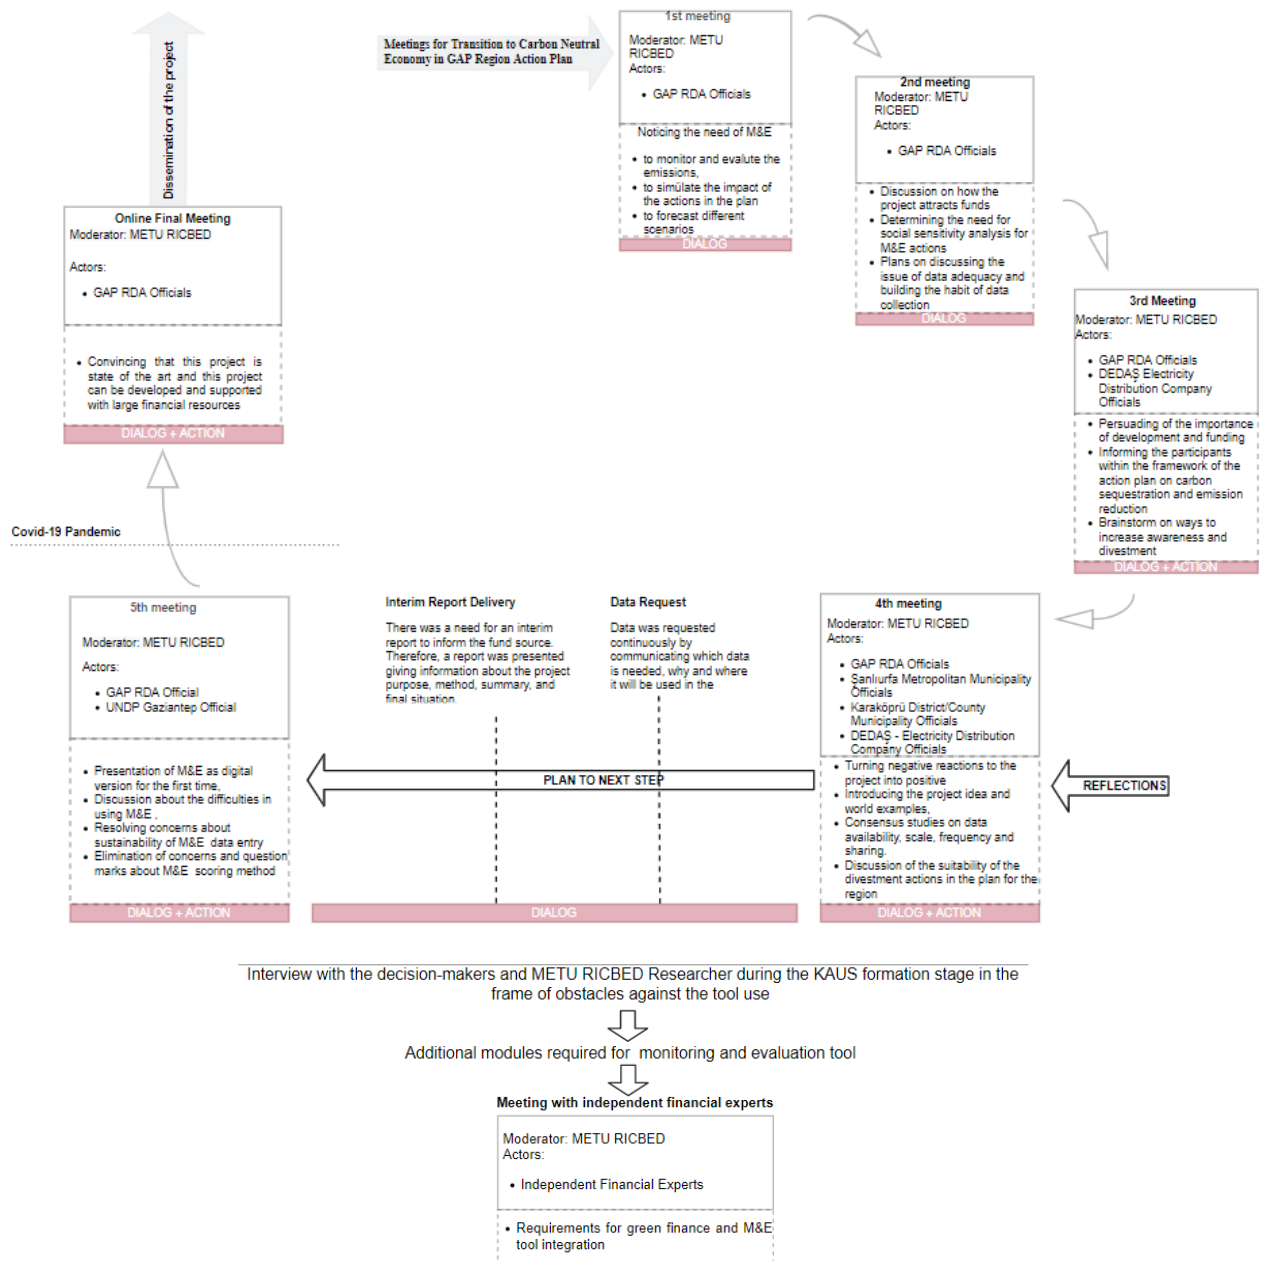 Meetings for Transition to Carbon Neutral
Economy in GAP Region Action Plan
1st meeting
Moderator: METU
RICBED
Actors:
• GAP RDA Officials
Noticing the need of M&E
• to monitor and evalute the
emissions,
• to simülate the impact of
the actions in the plan
• to forecast different
scenarios
DIALOG
2nd meeting
Moderator: METU
RICBED
Actors:
• GAP RDA Officials
• Discussion on how the
project attracts funds
• Determining the need for
social sensitivity analysis for
M&E actions
• Plans on discussing the
issue of data adequacy and
building the habit of data
collection
DIALOG
3rd Meeting
Moderator: METU RICBED
Actors:
• GAP RDA Officials
• DEDAŞ Electricity
Distribution Company
Officials
• Persuading of the importance
of development and funding
• Informing the participants
within the framework of the
action plan on carbon
sequestration and emission
reduction
• Brainstorm on ways to
increase awareness and
divestment
DIALOG + ACTION
4th meeting
Moderator: METU RICBED
Actors:
• GAP RDA Officials
• Şanlıurfa Metropolitan Municipality
Officials
• Karaköprü District/County
Municipality Officials
• DEDAŞ - Electricity Distribution
Company Officials
• Turning negative reactions to the
project into positive
• Introducing the project idea and
world examples,
• Consensus studies on data
availability, scale, frequency and
sharing.
• Discussion of the suitability of the
divestment actions in the plan for the
region
DIALOG + ACTION
REFLECTIONS
PLAN TO NEXT STEP
Data Request
Data was requested
continuously by
communicating which data
is needed, why and where
it will be used in the
Interim Report Delivery
There was a need for an interim
report to inform the fund source.
Therefore, a report was presented
giving information about the project
purpose, method, summary, and
final situation.
DIALOG
5th meeting
Moderator: METU RICBED
Actors:
• GAP RDA Official
• UNDP Gaziantep Official
• Presentation of M&E as digital
version for the first time,
• Discussion about the difficulties in
using M&E ,
• Resolving concerns about
sustainability of M&E data entry
• Elimination of concerns and question
marks about M&E scoring method
DIALOG + ACTION
Covid-19 Pandemic
Online Final Meeting
Moderator: METU RICBED
Actors:
• GAP RDA Officials
• Convincing that this project is
state of the art and this project
can be developed and supported
with large financial resources
DIALOG + ACTION
Dissemination of the project
Interview with the decision-makers and METU RICBED Researcher during the KAUS formation stage in the
frame of obstacles against the tool use
Additional modules required for monitoring and evaluation tool
Meeting with independent financial experts
Moderator: METU RICBED
Actors:
• Independent Financial Experts
• Requirements for green finance and M&E
tool integration